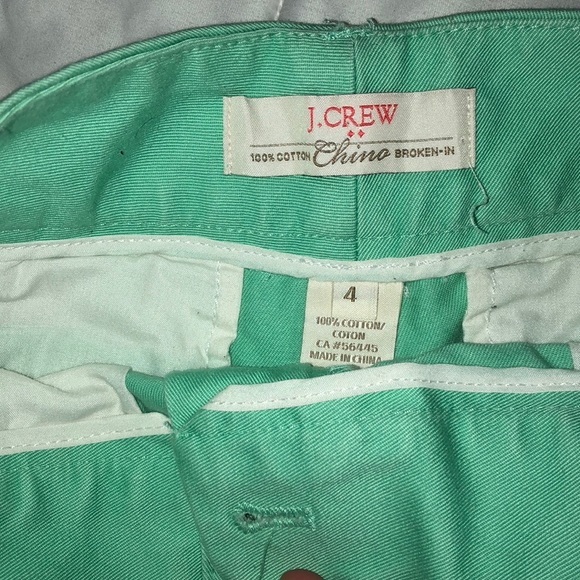 J.CREW
100% COTTON Chino BROKEN-IN
4
100% COTTON/
COTON
CA #56445
MADE IN CHINA